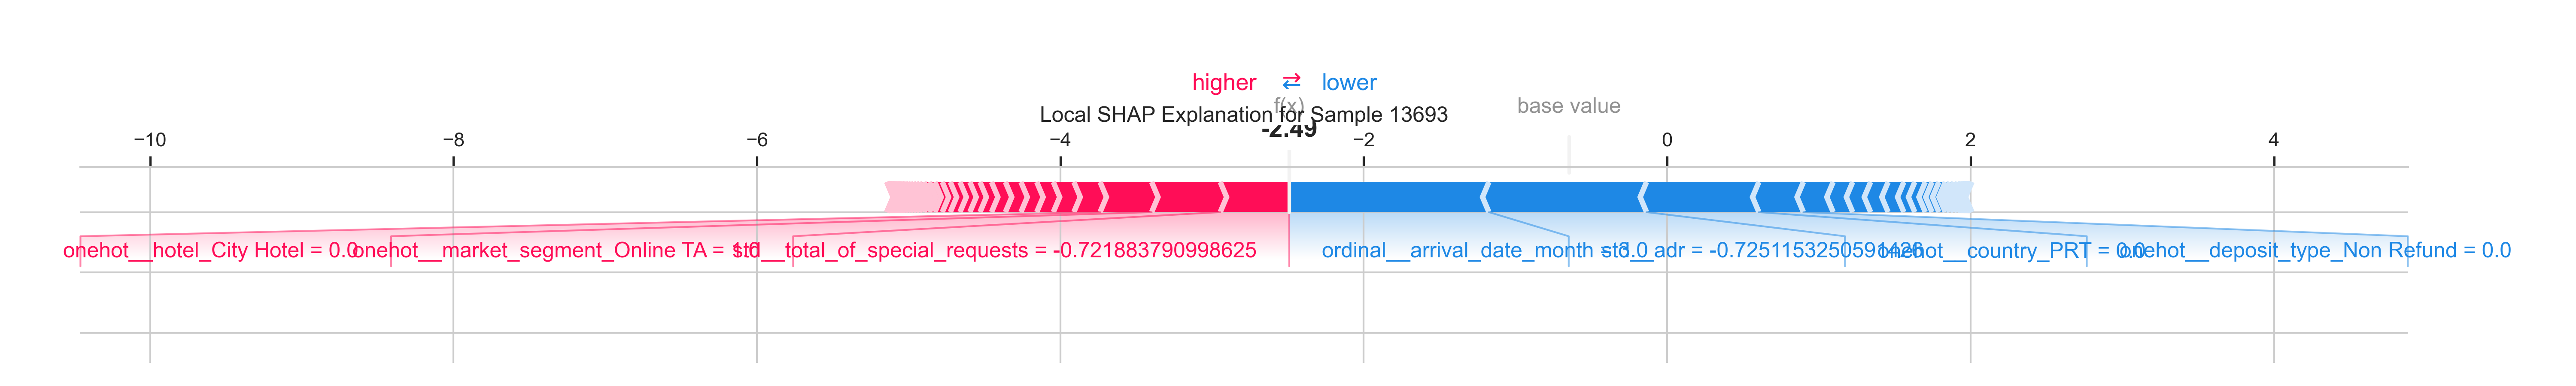 higher ⇄ lower
f(x) base value
Local SHAP Explanation for Sample 13693
-2.49
−10 −8 −6 −4 −2 0 2 4
onehot__hotel_City Hotel = 0.0 onehot__market_segment_Online TA = 1.0 std__total_of_special_requests = -0.721883790998625 ordinal__arrival_date_month = 3.0 std__adr = -0.7251153250591426 onehot__country_PRT = 0.0 onehot__deposit_type_Non Refund = 0.0